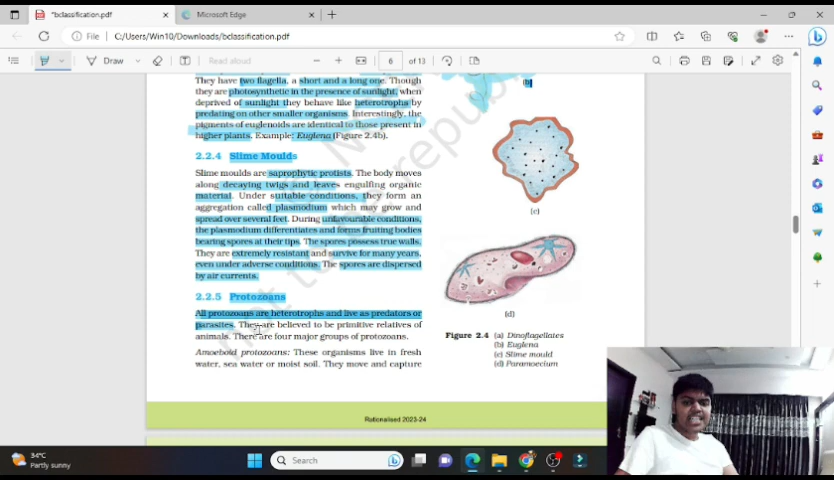 *bclassification.pdf
Microsoft Edge
File
C:/Users/Win10/Downloads/bclassification.pdf
Draw
Read aloud
6
of 13
They have two flagella, a short and a long one. Though
they are photosynthetic in the presence of sunlight, when
deprived of sunlight they behave like heterotrophs by
predating on other smaller organisms. Interestingly, the
pigments of euglenoids are identical to those present in
higher plants. Example: Euglena (Figure 2.4b).
2.2.4 Slime Moulds
Slime moulds are saprophytic protists. The body moves
along decaying twigs and leaves engulfing organic
material. Under suitable conditions, they form an
aggregation called plasmodium which may grow and
spread over several feet. During unfavourable conditions,
the plasmodium differentiates and forms fruiting bodies
bearing spores at their tips. The spores possess true walls.
They are extremely resistant and survive for many years,
even under adverse conditions. The spores are dispersed
by air currents.
2.2.5 Protozoans
All protozoans are heterotrophs and live as predators or
parasites. They are believed to be primitive relatives of
animals. There are four major groups of protozoans.
Amoeboid protozoans: These organisms live in fresh
water, sea water or moist soil. They move and capture
(b)
(c)
(d)
Figure 2.4 (a) Dinoflagellates
(b) Euglena
(c) Slime mould
(d) Paramoecium
Rationalised 2023-24
34°C
Partly sunny
Search